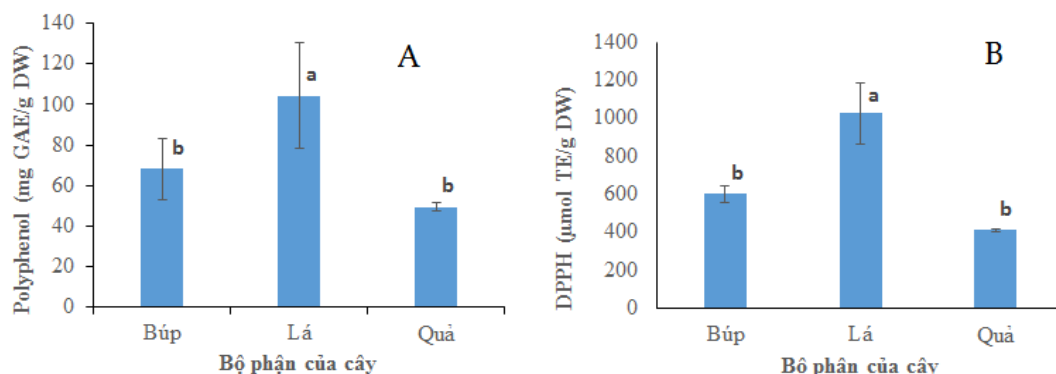 Polyphenol (mg GAE/g DW)
140
120
100
80
60
40
20
0
A
b
a
b
Búp Lá Quả
Bộ phận của cây
DPPH (µmol TE/g DW)
1400
1200
1000
800
600
400
200
0
B
b
a
b
Búp Lá Quả
Bộ phận của cây